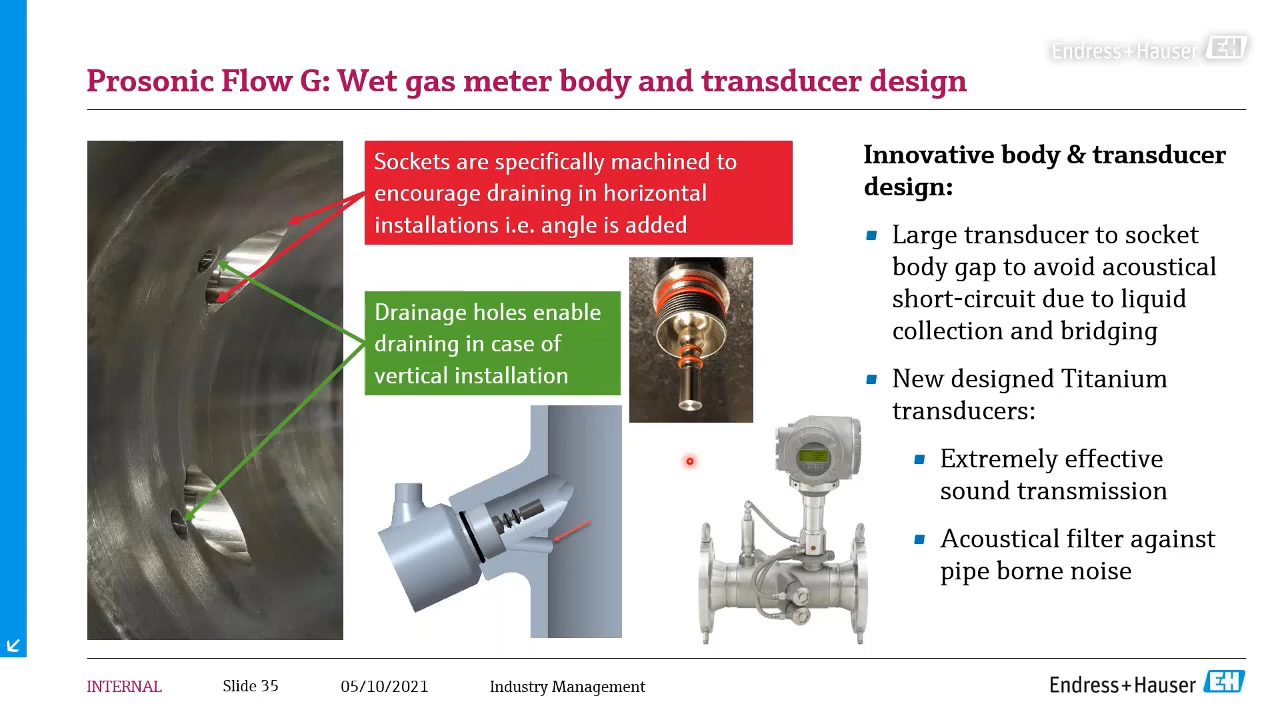 Endress+Hauser EH
Prosonic Flow G: Wet gas meter body and transducer design
Sockets are specifically machined to
encourage draining in horizontal
installations i.e. angle is added
Drainage holes enable
draining in case of
vertical installation
Innovative body & transducer
design:
Large transducer to socket
body gap to avoid acoustical
short-circuit due to liquid
collection and bridging
New designed Titanium
transducers:
Extremely effective
sound transmission
Acoustical filter against
pipe borne noise
INTERNAL
Slide 35
05/10/2021
Industry Management
Endress+Hauser EH